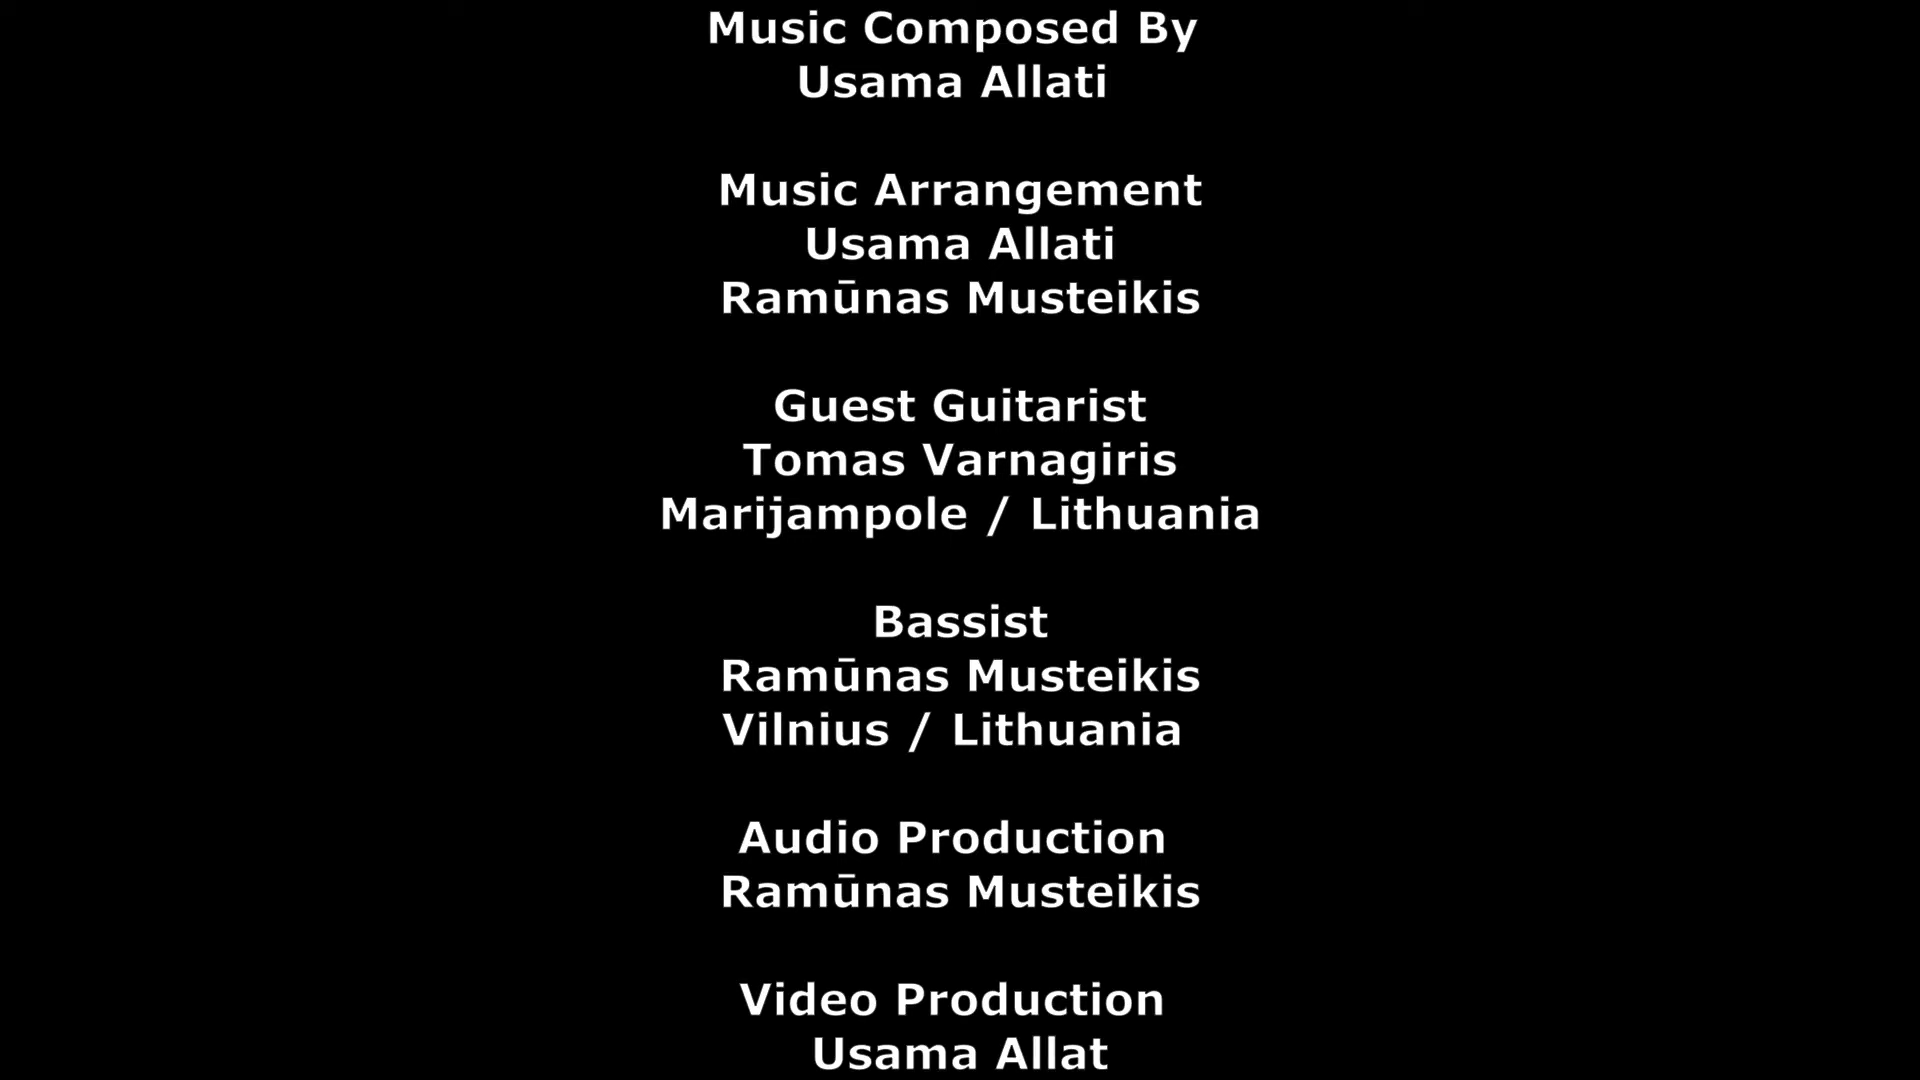 Music Composed By
Usama Allati
Music Arrangement
Usama Allati
Ramūnas Musteikis
Guest Guitarist
Tomas Varnagiris
Marijampole / Lithuania
Bassist
Ramūnas Musteikis
Vilnius / Lithuania
Audio Production
Ramūnas Musteikis
Video Production
Usama Allat